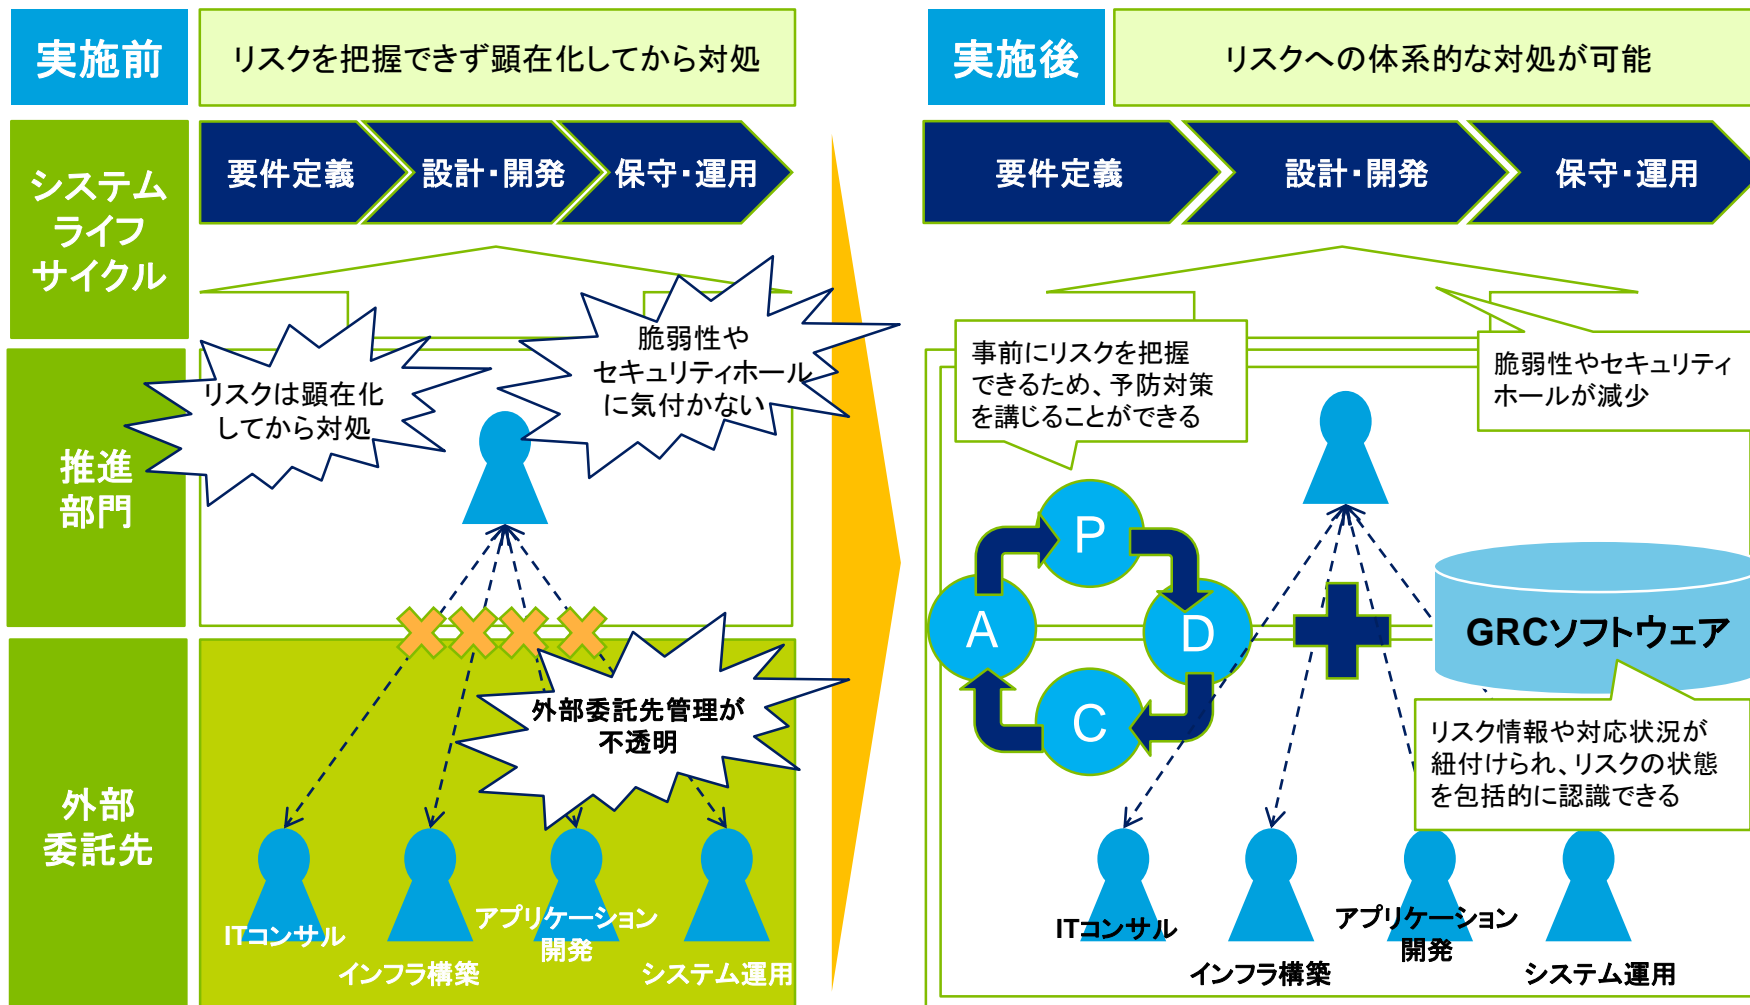 実施前
リスクを把握できず顕在化してから対処
システム
ライフ
サイクル
要件定義
設計・開発
保守・運用
推進
部門
リスクは顕在化
してから対処
脆弱性や
セキュリティホール
に気付かない
外部委託先管理が
不透明
外部
委託先
ITコンサル
インフラ構築
アプリケーション
開発
システム運用
実施後
リスクへの体系的な対処が可能
要件定義
設計・開発
保守・運用
事前にリスクを把握
できるため、予防対策
を講じることができる
脆弱性やセキュリティ
ホールが減少
P
D
C
A
GRCソフトウェア
リスク情報や対応状況が
紐付けられ、リスクの状態
を包括的に認識できる
ITコンサル
インフラ構築
アプリケーション
開発
システム運用